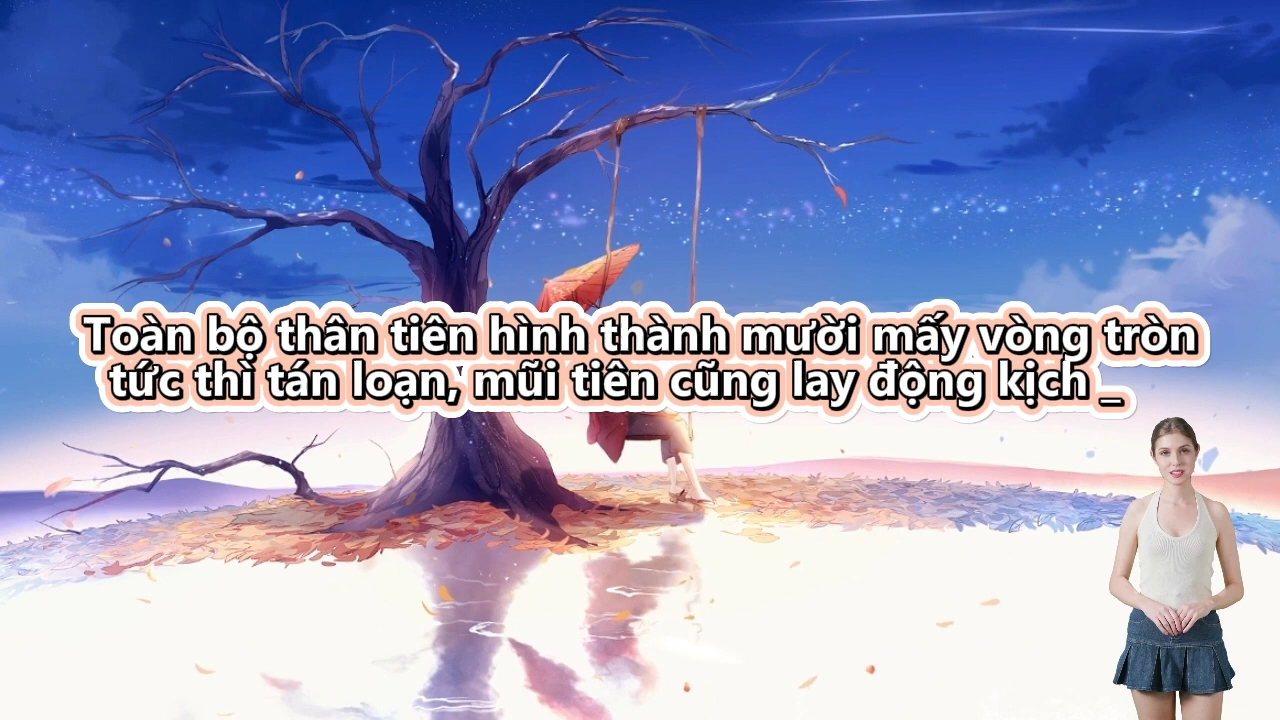 Toàn bộ thân tiên hình thành mười mấy vòng tròn
tức thì tán loạn, mũi tiên cũng lay động kịch _